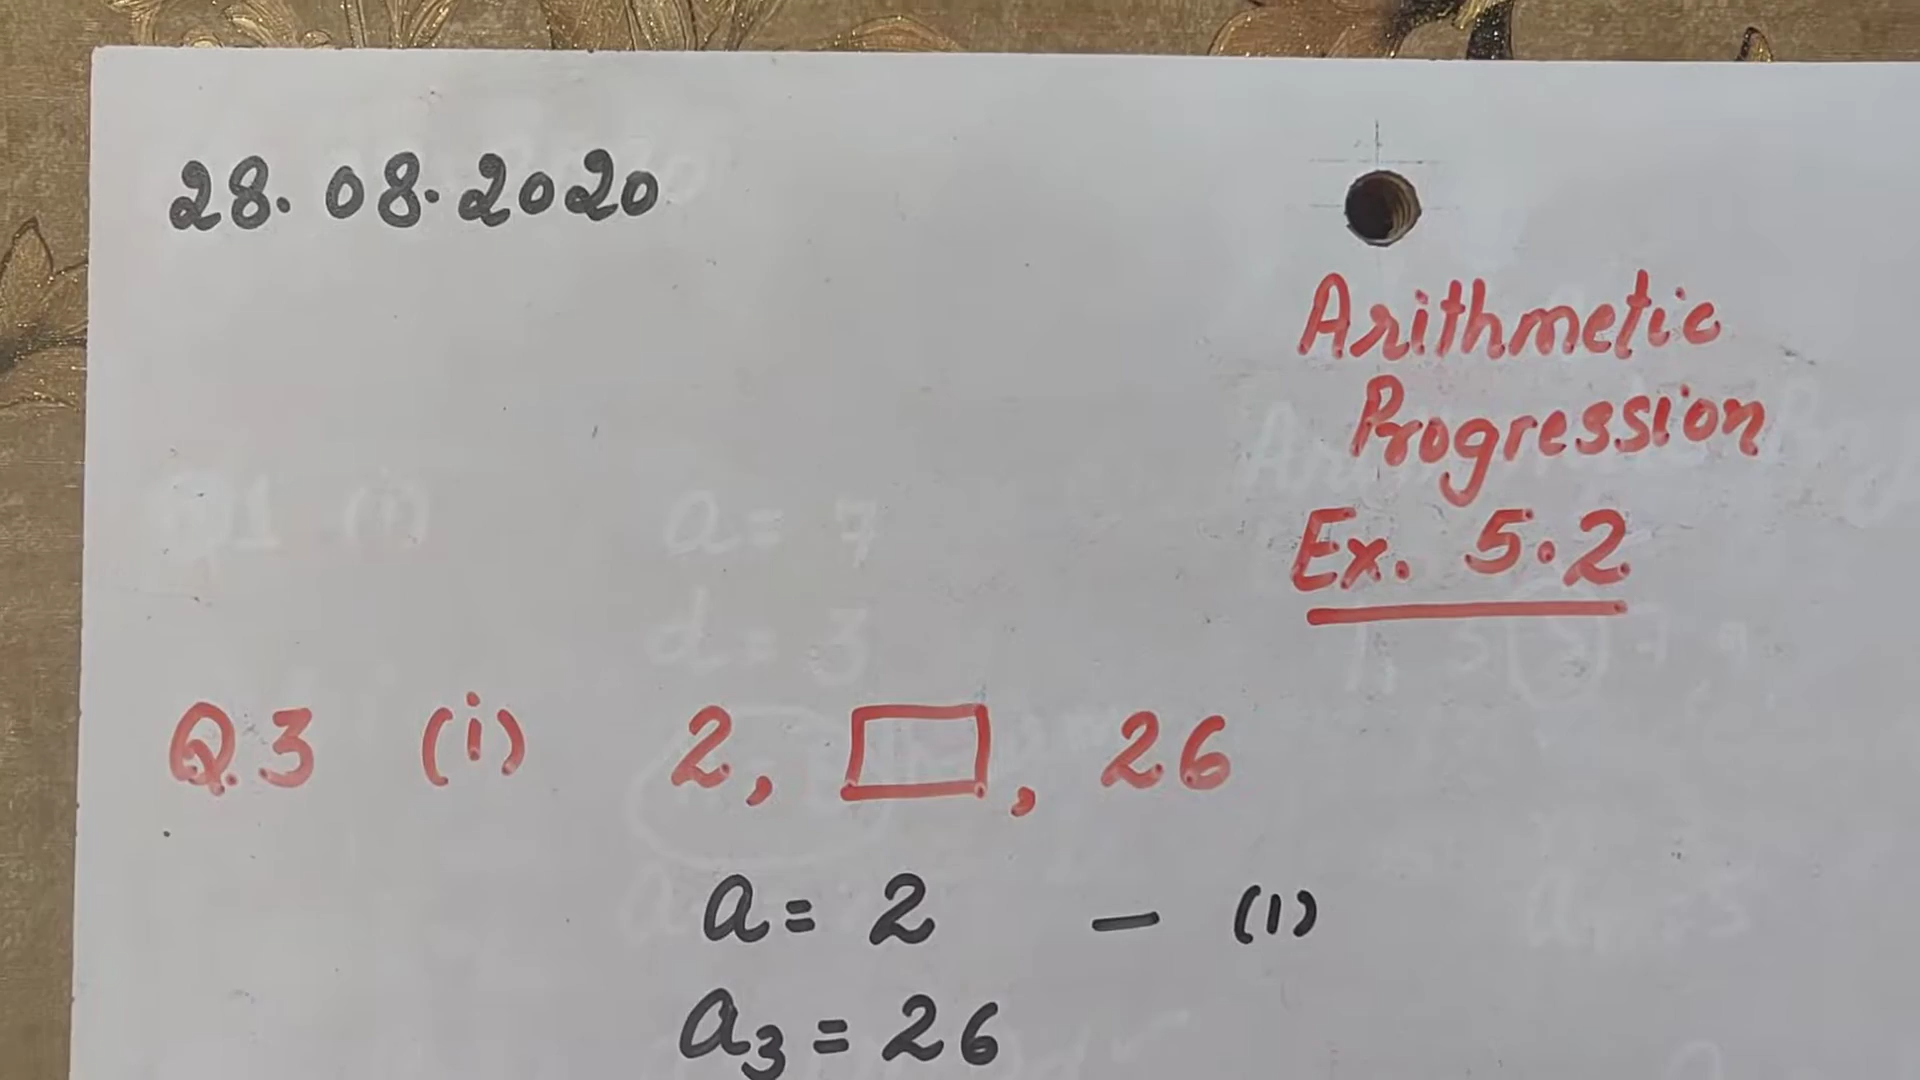 28.08.2020
Arithmetic
Progression
Ex. 5.2
Q.3 (i) 2, □, 26
a = 2 — (1)
a₃ = 26